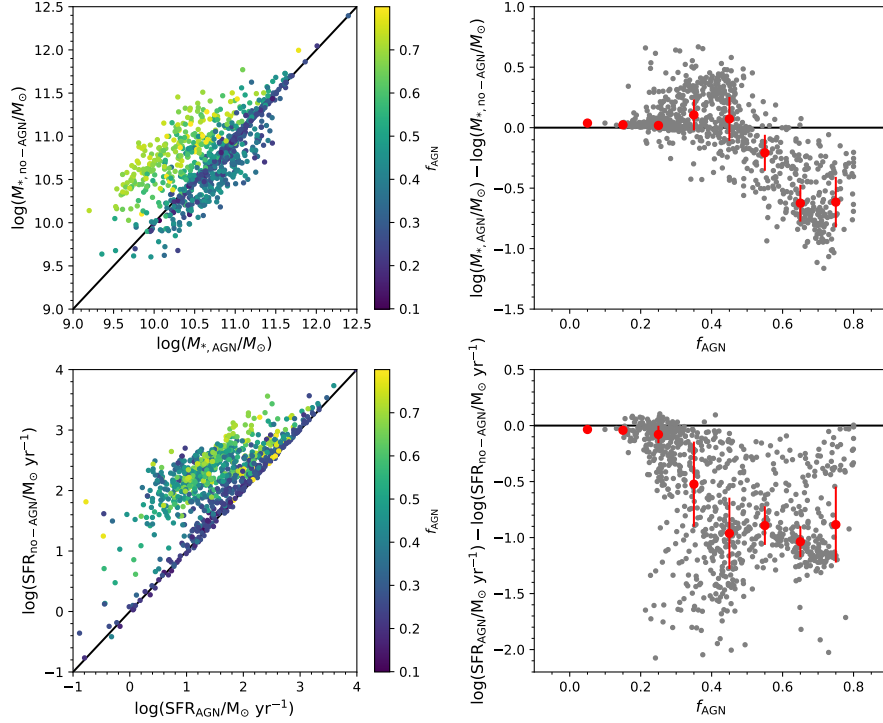 12.5
12.0
11.5
11.0
10.5
10.0
9.5
9.0
log(M*, no−AGN/M⊙)
9.0 9.5 10.0 10.5 11.0 11.5 12.0 12.5
log(M*, AGN/M⊙)
0.7
0.6
0.5
0.4
0.3
0.2
0.1
fAGN
1.0
0.5
0.0
−0.5
−1.0
−1.5
log(M*, AGN/M⊙) − log(M*, no−AGN/M⊙)
0.0 0.2 0.4 0.6 0.8
fAGN
4
3
2
1
0
−1
log(SFRno−AGN/M⊙ yr−1)
−1 0 1 2 3 4
log(SFRAGN/M⊙ yr−1)
0.7
0.6
0.5
0.4
0.3
0.2
0.1
fAGN
0.5
0.0
−0.5
−1.0
−1.5
−2.0
log(SFRAGN/M⊙ yr−1) − log(SFRno−AGN/M⊙ yr−1)
0.0 0.2 0.4 0.6 0.8
fAGN